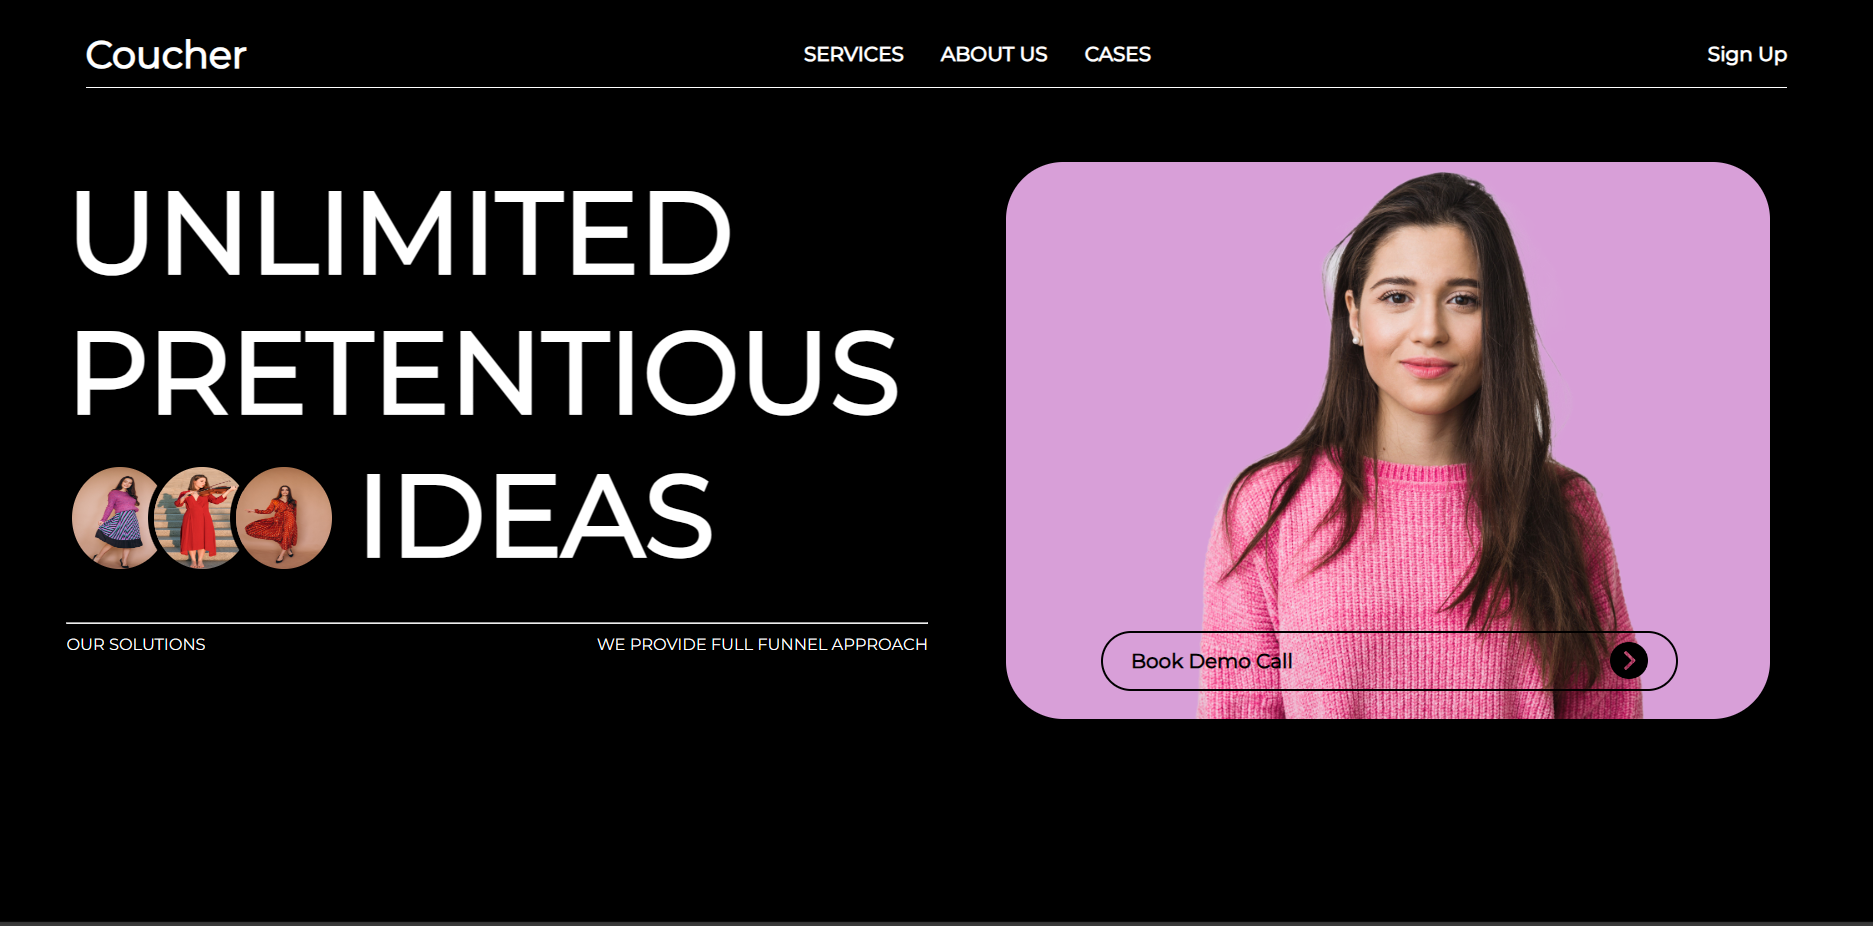 Coucher
SERVICES ABOUT US CASES
Sign Up
UNLIMITED
PRETENTIOUS
IDEAS
OUR SOLUTIONS
WE PROVIDE FULL FUNNEL APPROACH
Book Demo Call